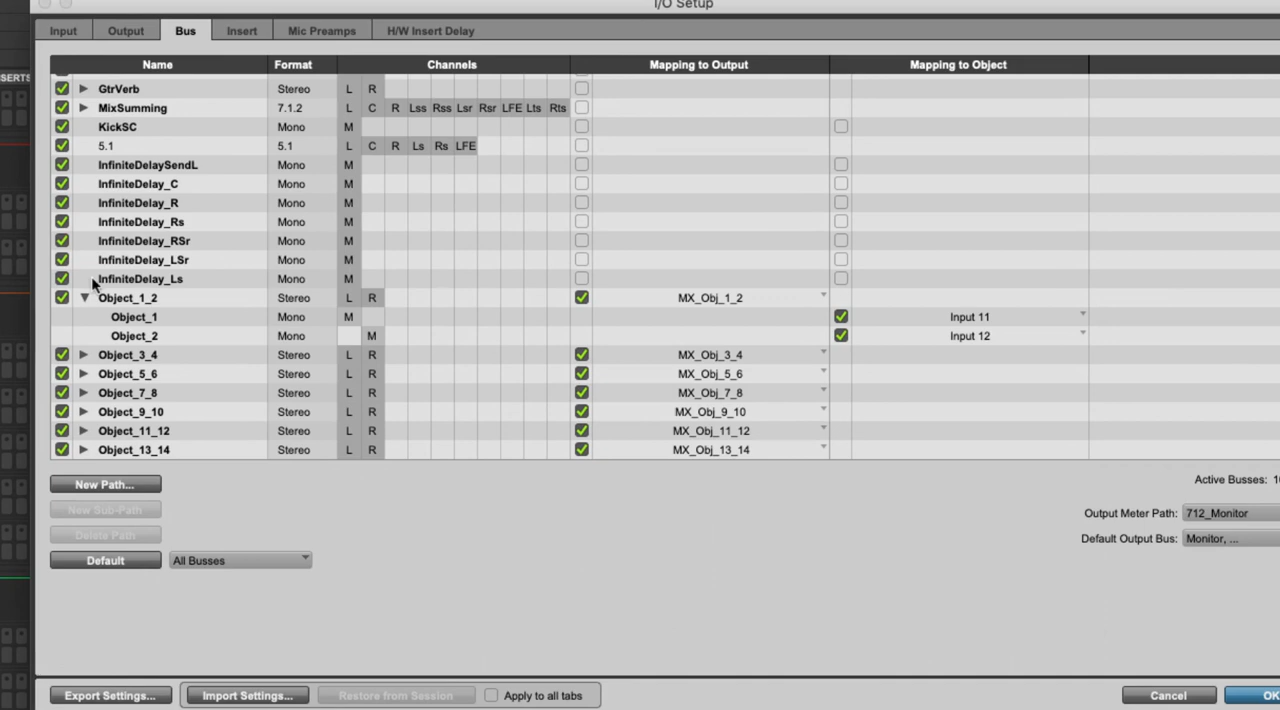 I/O Setup
Input Output Bus Insert Mic Preamps H/W Insert Delay
SERTS
Name Format Channels Mapping to Output Mapping to Object
GtrVerb Stereo L R
MixSumming 7.1.2 L C R Lss Rss Lsr Rsr LFE Lts Rts
KickSC Mono M
5.1 5.1 L C R Ls Rs LFE
InfiniteDelaySendL Mono M
InfiniteDelay_C Mono M
InfiniteDelay_R Mono M
InfiniteDelay_Rs Mono M
InfiniteDelay_RSr Mono M
InfiniteDelay_LSr Mono M
InfiniteDelay_Ls Mono M
Object_1_2 Stereo L R MX_Obj_1_2
Object_1 Mono M Input 11
Object_2 Mono M Input 12
Object_3_4 Stereo L R MX_Obj_3_4
Object_5_6 Stereo L R MX_Obj_5_6
Object_7_8 Stereo L R MX_Obj_7_8
Object_9_10 Stereo L R MX_Obj_9_10
Object_11_12 Stereo L R MX_Obj_11_12
Object_13_14 Stereo L R MX_Obj_13_14
New Path... Active Busses: 1
New Sub-Path Output Meter Path: 712_Monitor
Delete Path Default Output Bus: Monitor, ...
Default All Busses
Export Settings... Import Settings... Restore from Session Apply to all tabs Cancel OK